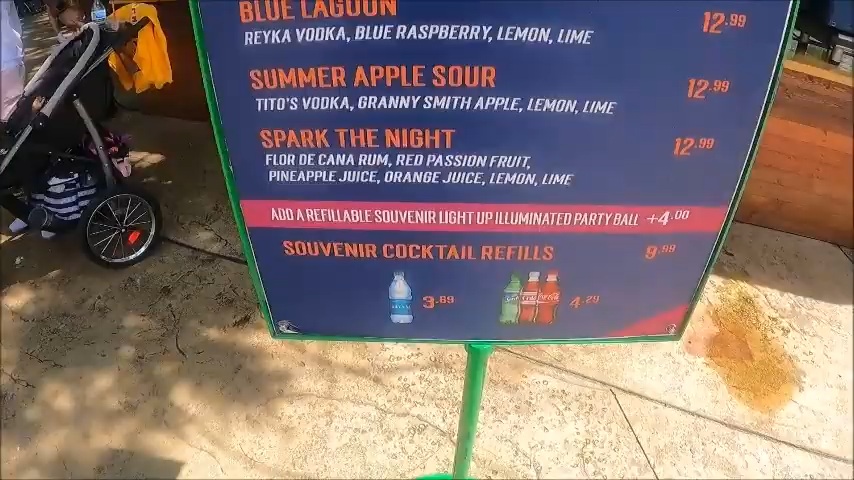 BLUE LAGOON 12.99
REYKA VODKA, BLUE RASPBERRY, LEMON, LIME
SUMMER APPLE SOUR 12.99
TITO'S VODKA, GRANNY SMITH APPLE, LEMON, LIME
SPARK THE NIGHT 12.99
FLOR DE CANA RUM, RED PASSION FRUIT,
PINEAPPLE JUICE, ORANGE JUICE, LEMON, LIME
ADD A REFILLABLE SOUVENIR LIGHT UP ILLUMINATED PARTY BALL +4.00
SOUVENIR COCKTAIL REFILLS 9.99
3.69 4.29